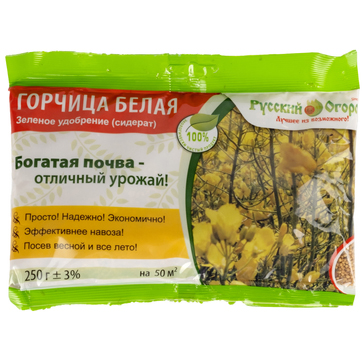 ГОРЧИЦА БЕЛАЯ
Зеленое удобрение (сидерат)
Русский Огоро
Лучшее из возможного!
100%
Богатая почва -
отличный урожай!
Просто! Надежно! Экономично!
Эффективнее навоза!
Посев весной и все лето!
250 g ± 3%
на 50 м²